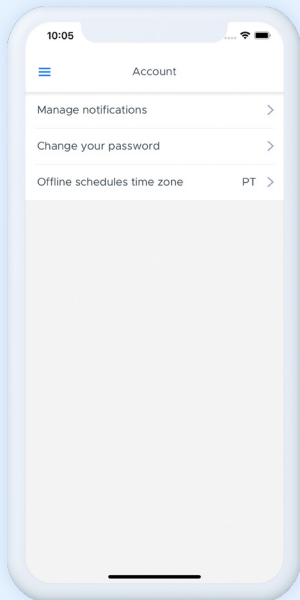 10:05
Account
Manage notifications
Change your password
Offline schedules time zone PT